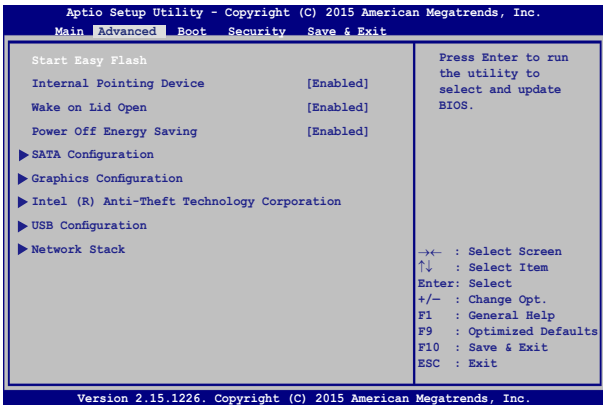 Aptio Setup Utility - Copyright (C) 2015 American Megatrends, Inc.
Main Advanced Boot Security Save & Exit
Start Easy Flash
Internal Pointing Device [Enabled]
Wake on Lid Open [Enabled]
Power Off Energy Saving [Enabled]
SATA Configuration
Graphics Configuration
Intel (R) Anti-Theft Technology Corporation
USB Configuration
Network Stack
Press Enter to run
the utility to
select and update
BIOS.
→← : Select Screen
↑↓ : Select Item
Enter: Select
+/— : Change Opt.
F1 : General Help
F9 : Optimized Defaults
F10 : Save & Exit
ESC : Exit
Version 2.15.1226. Copyright (C) 2015 American Megatrends, Inc.